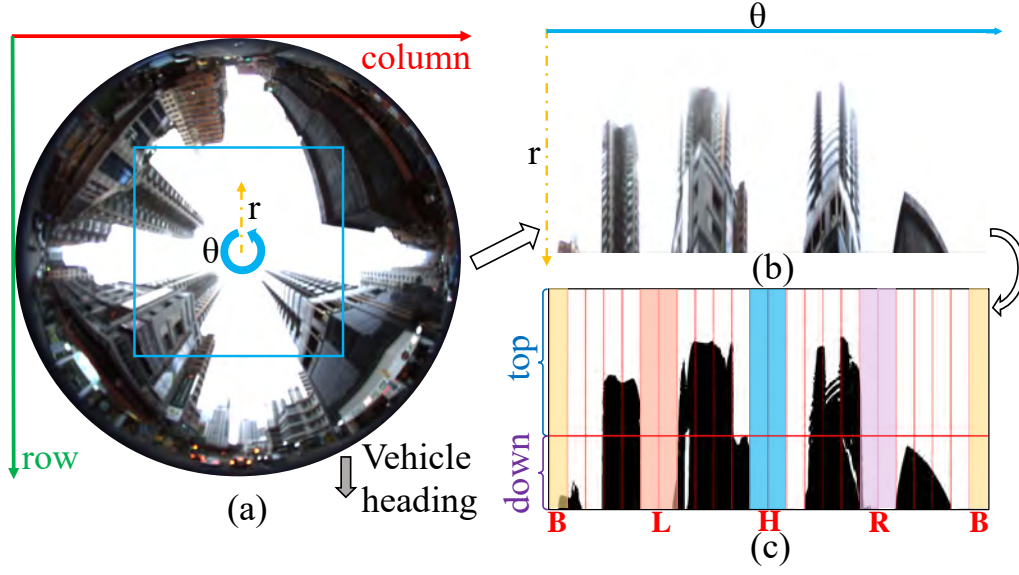 column
θ
r
r
θ
(b)
top
down
row
Vehicle
heading
(a)
B
L
H
R
B
(c)